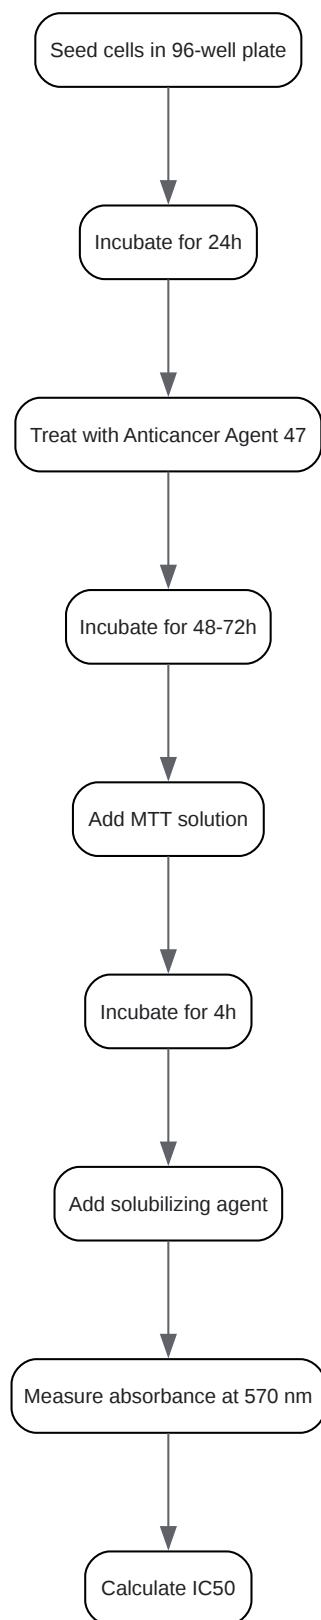 Seed cells in 96-well plate
Incubate for 24h
Treat with Anticancer Agent 47
Incubate for 48-72h
Add MTT solution
Incubate for 4h
Add solubilizing agent
Measure absorbance at 570 nm
Calculate IC50